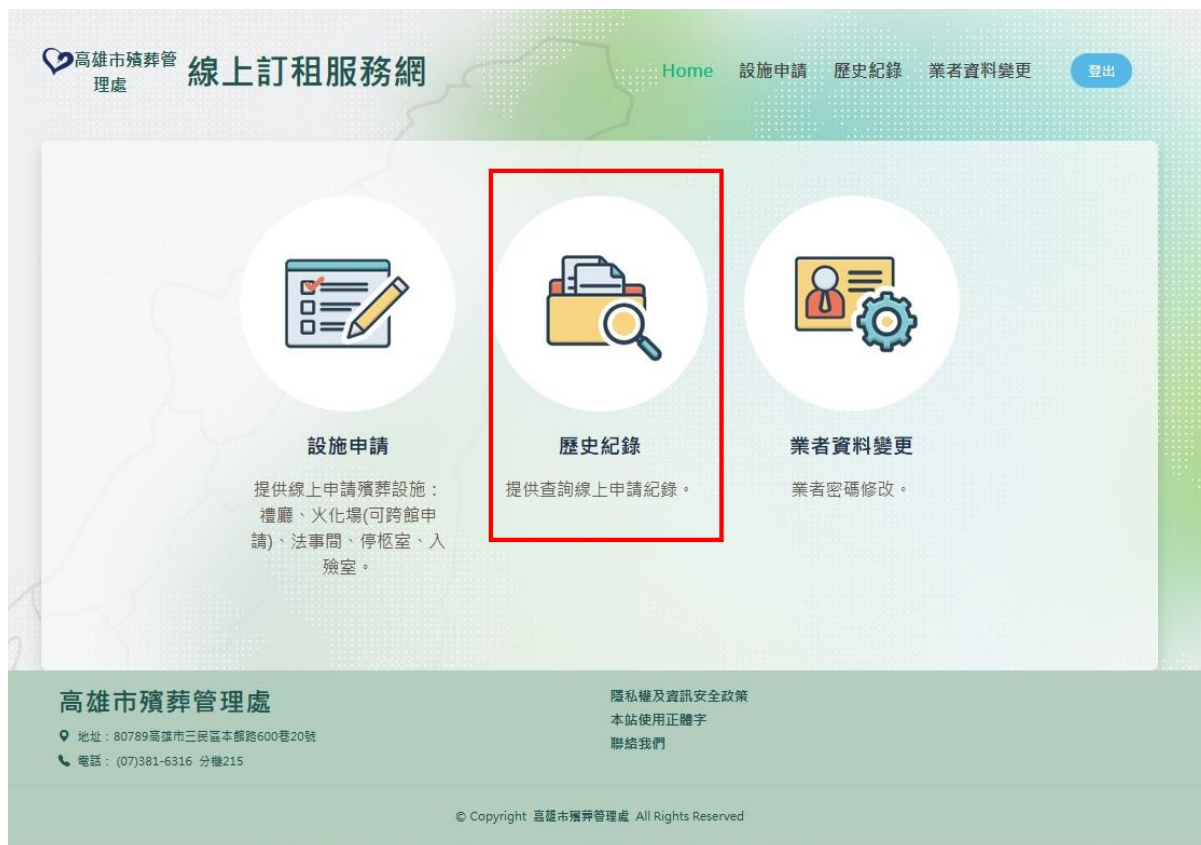 高雄市殯葬管
理處
線上訂租服務網
Home 設施申請 歷史紀錄 業者資料變更 登出
設施申請
提供線上申請殯葬設施：
禮廳、火化場(可跨館申
請)、法事間、停柩室、入
殮室。
歷史紀錄
提供查詢線上申請紀錄。
業者資料變更
業者密碼修改。
高雄市殯葬管理處
地址：80789高雄市三民區本館路600巷20號
電話： (07)381-6316 分機215
隱私權及資訊安全政策
本站使用正體字
聯絡我們
© Copyright 高雄市殯葬管理處 All Rights Reserved